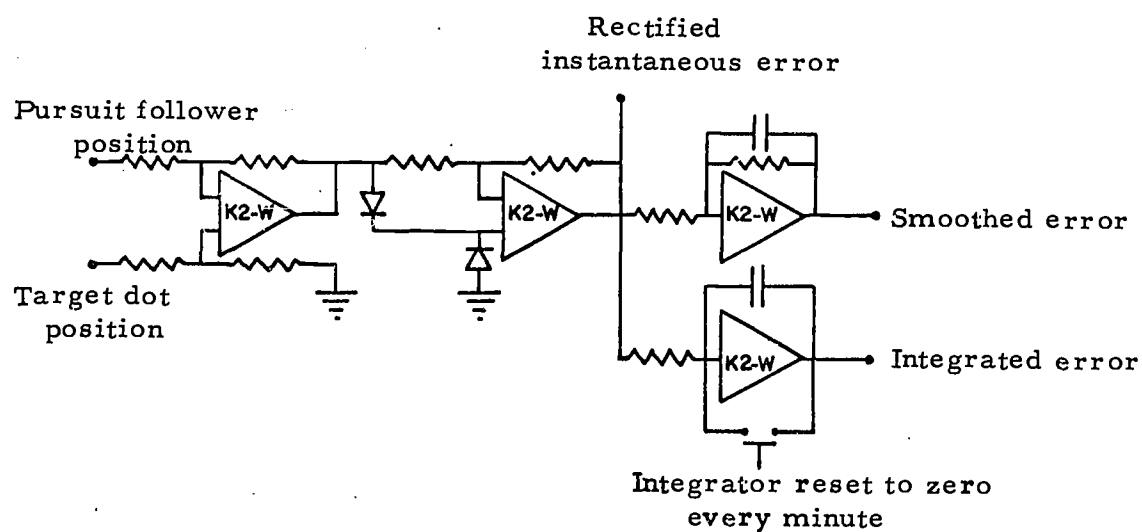 Rectified
instantaneous error
Pursuit follower
position
K2-W
K2-W
K2-W
Smoothed error
Target dot
position
K2-W
Integrated error
Integrator reset to zero
every minute